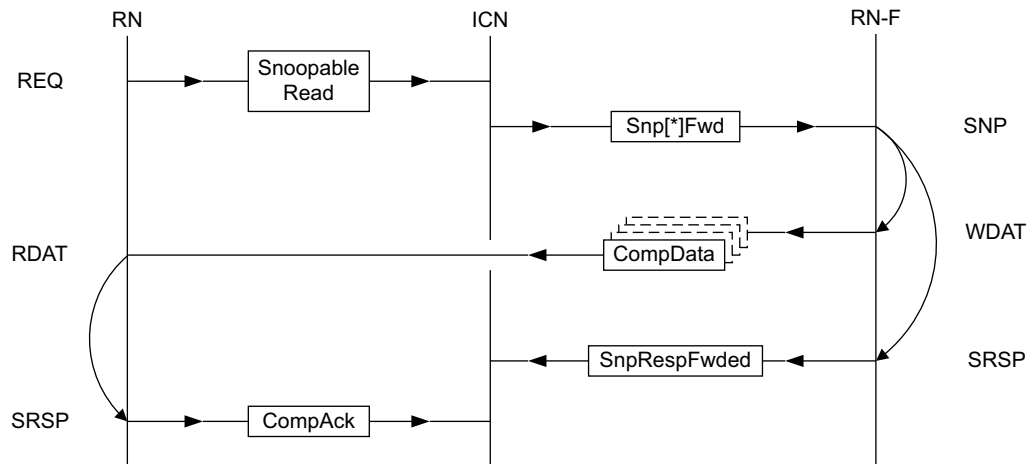 RN
ICN
RN-F
REQ
Snoopable
Read
Snp[*]Fwd
SNP
WDAT
RDAT
CompData
SnpRespFwded
SRSP
SRSP
CompAck